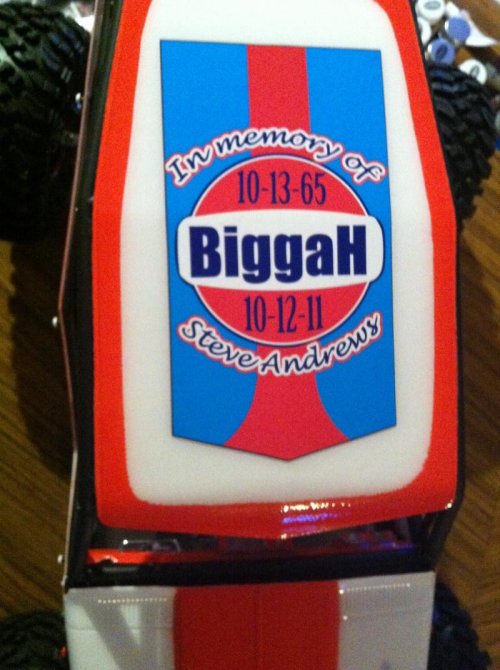 In memory of
10-13-65
BiggaH
10-12-11
Steve Andrews